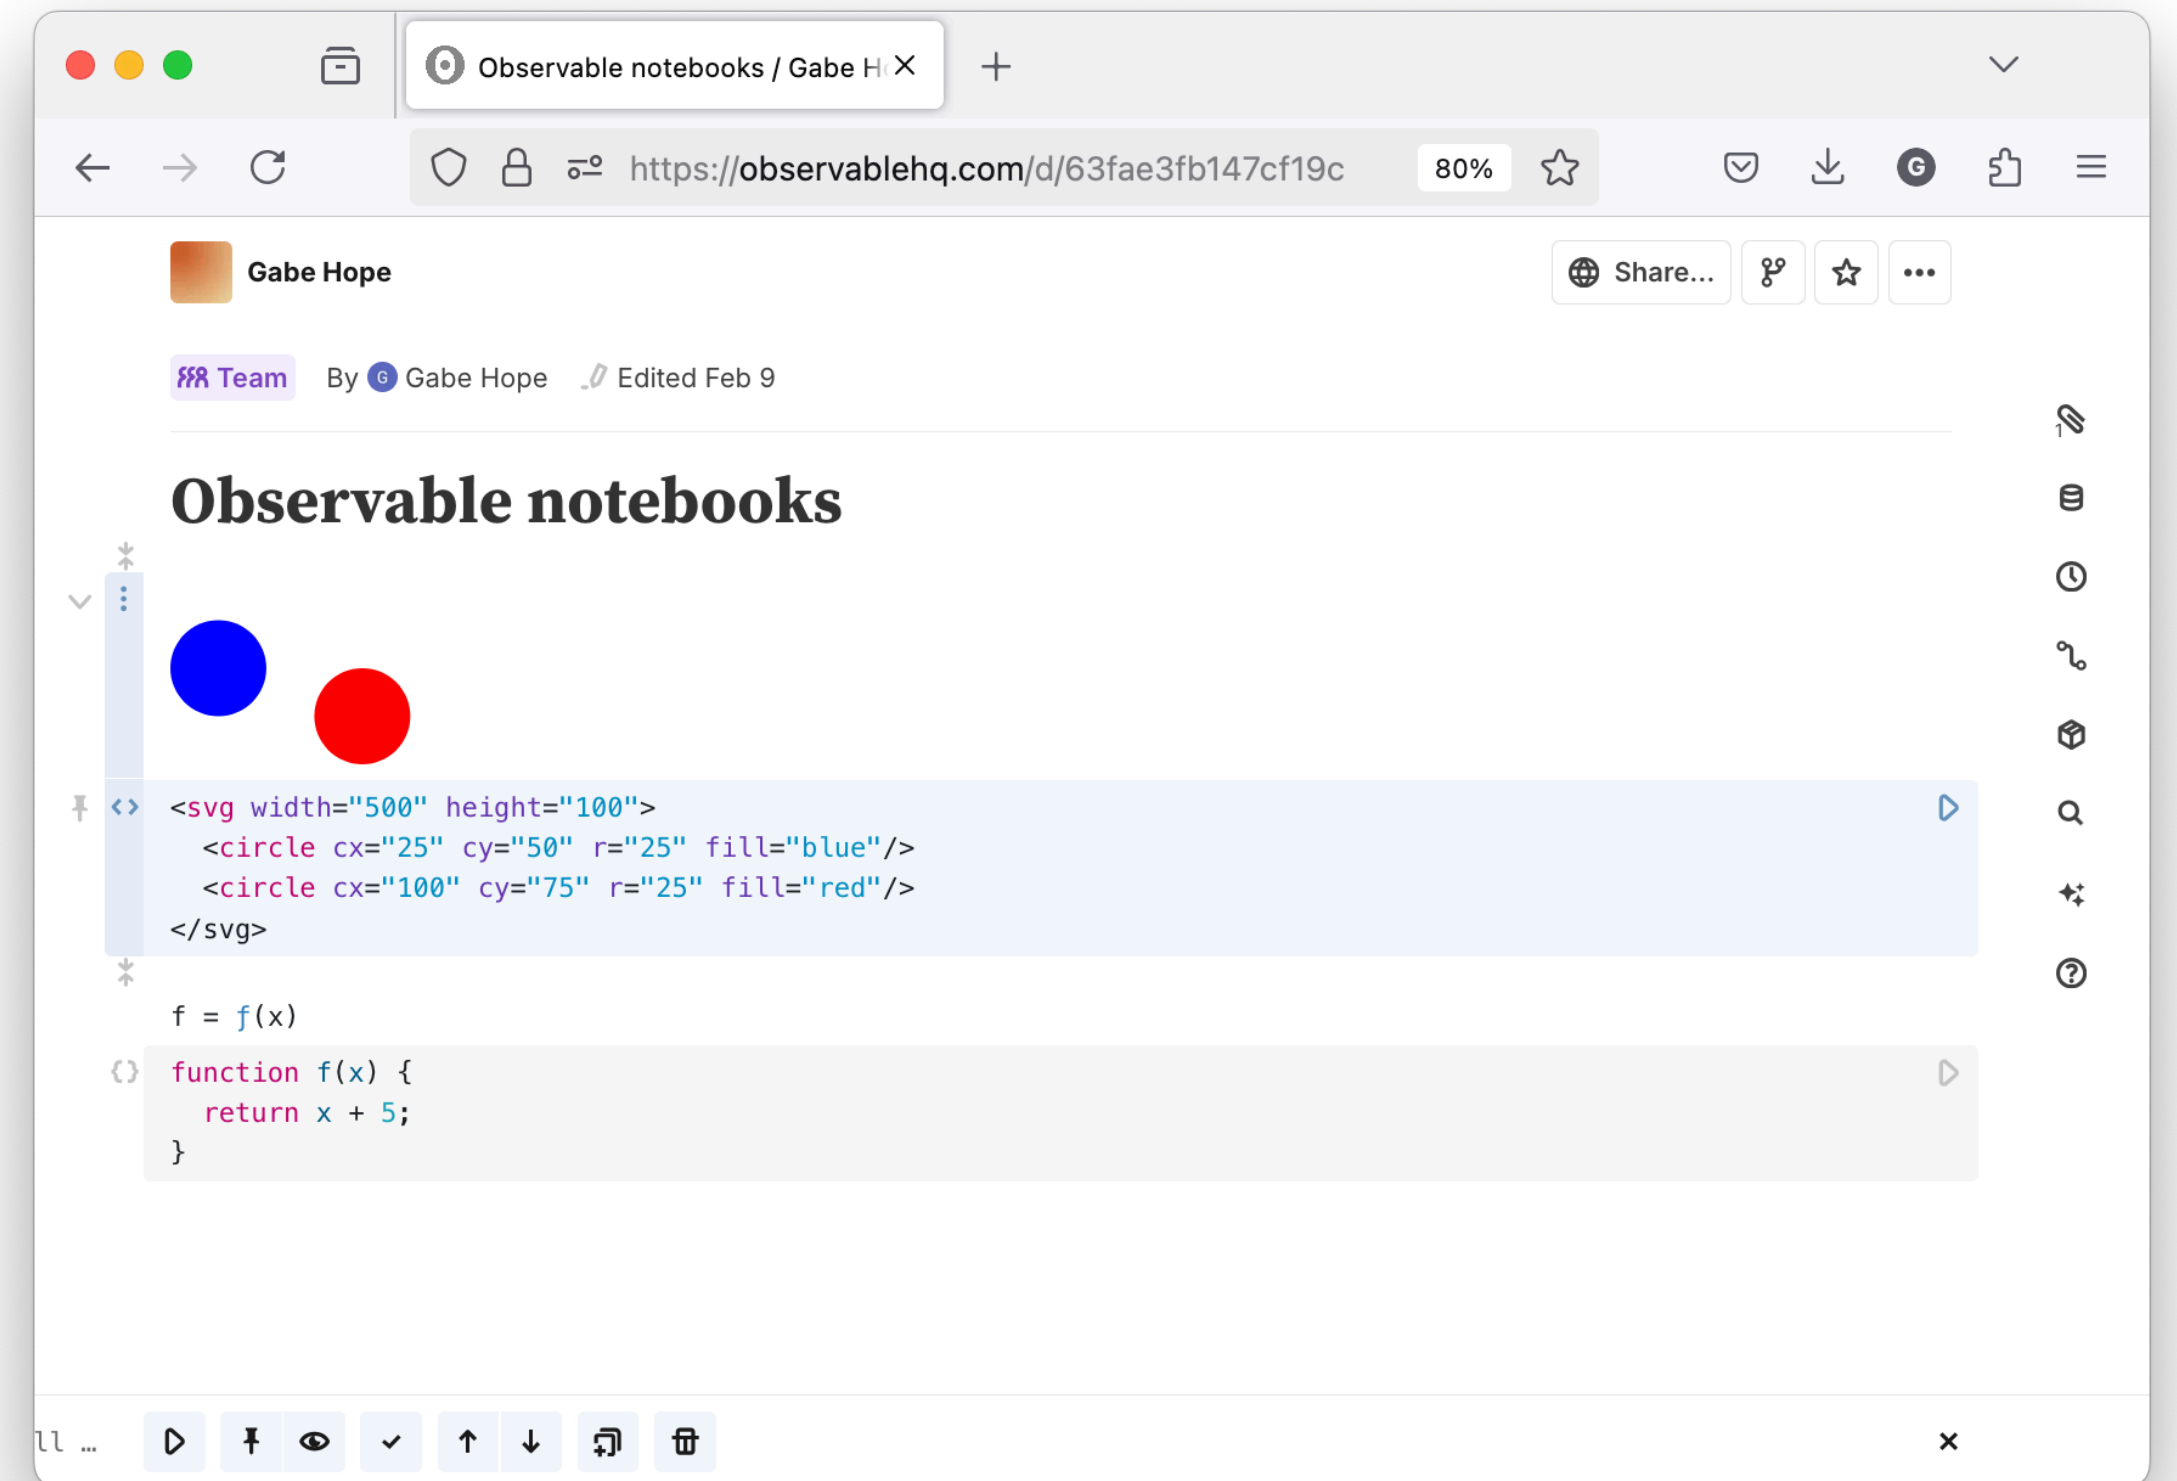 Observable notebooks / Gabe H
https://observablehq.com/d/63fae3fb147cf19c
80%
G
Gabe Hope
Share...
Team
By G Gabe Hope
Edited Feb 9
1
Observable notebooks
<svg width="500" height="100">
<circle cx="25" cy="50" r="25" fill="blue"/>
<circle cx="100" cy="75" r="25" fill="red"/>
</svg>
f = ƒ(x)
{} function f(x) {
return x + 5;
}
ll …